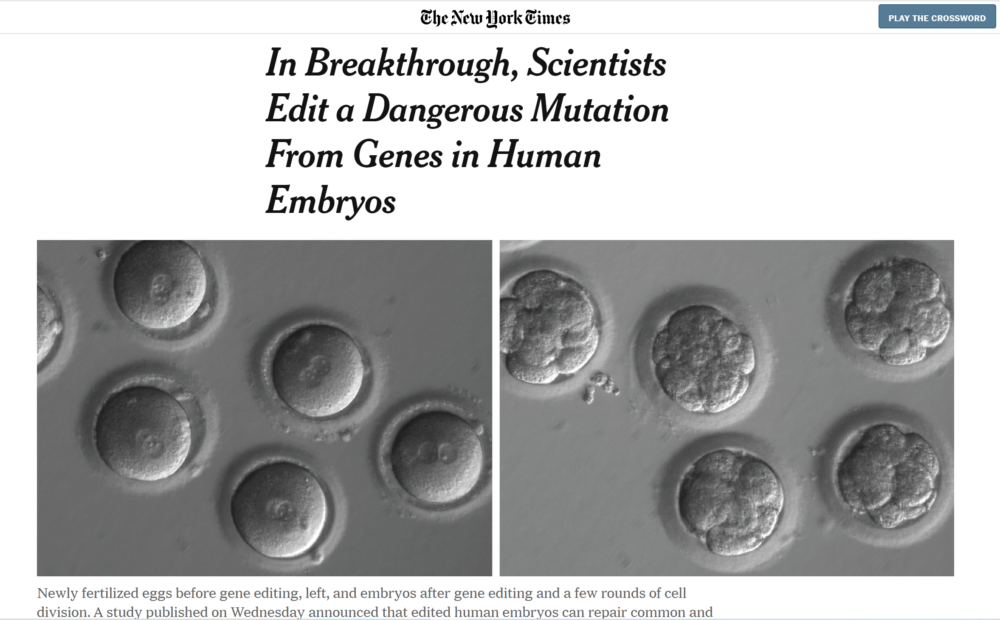 The New York Times
PLAY THE CROSSWORD
In Breakthrough, Scientists
Edit a Dangerous Mutation
From Genes in Human
Embryos
Newly fertilized eggs before gene editing, left, and embryos after gene editing and a few rounds of cell
division. A study published on Wednesday announced that edited human embryos can repair common and